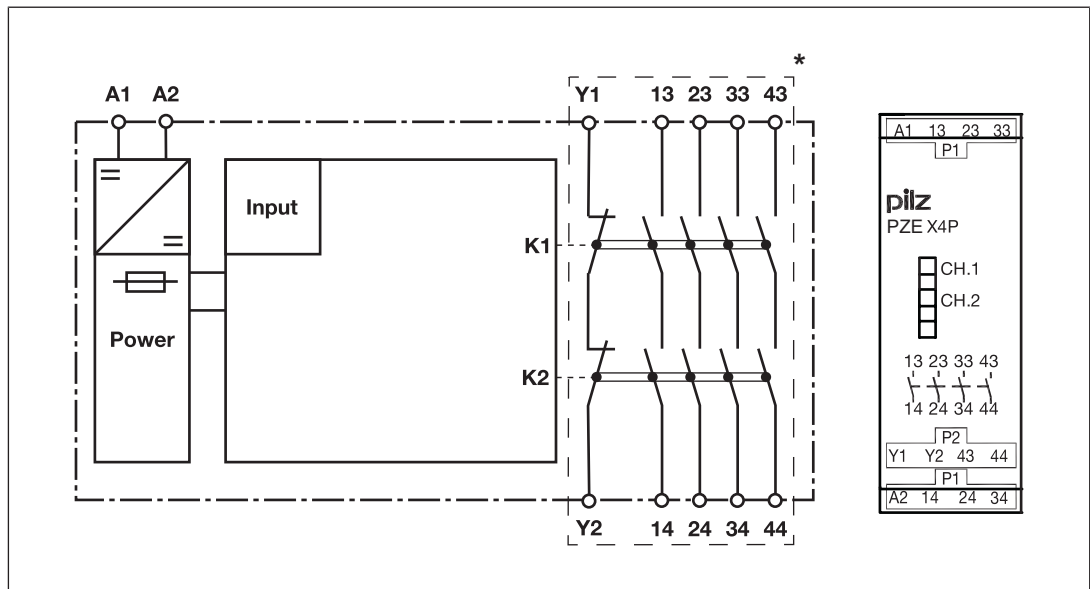 *
A1 A2 Y1 13 23 33 43
Input
K1
Power
K2
Y2 14 24 34 44
A1 13 23 33
P1
pilz
PZE X4P
CH.1
CH.2
13 23 33 43
14 24 34 44
P2
Y1 Y2 43 44
P1
A2 14 24 34